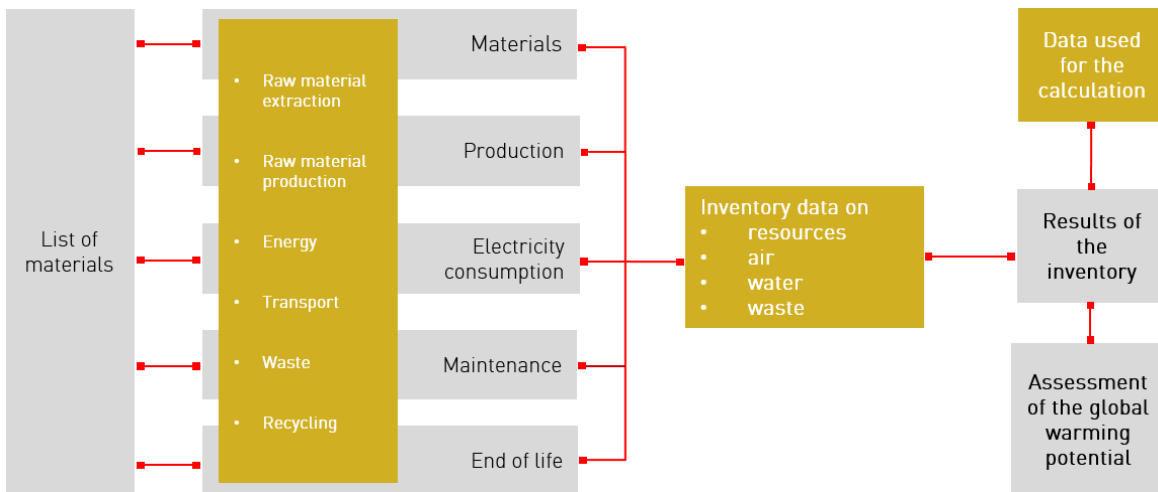 List of
materials
• Raw material
extraction
• Raw material
production
• Energy
• Transport
• Waste
• Recycling
Materials
Production
Electricity
consumption
Maintenance
End of life
Inventory data on
• resources
• air
• water
• waste
Data used
for the
calculation
Results of
the
inventory
Assessment
of the global
warming
potential